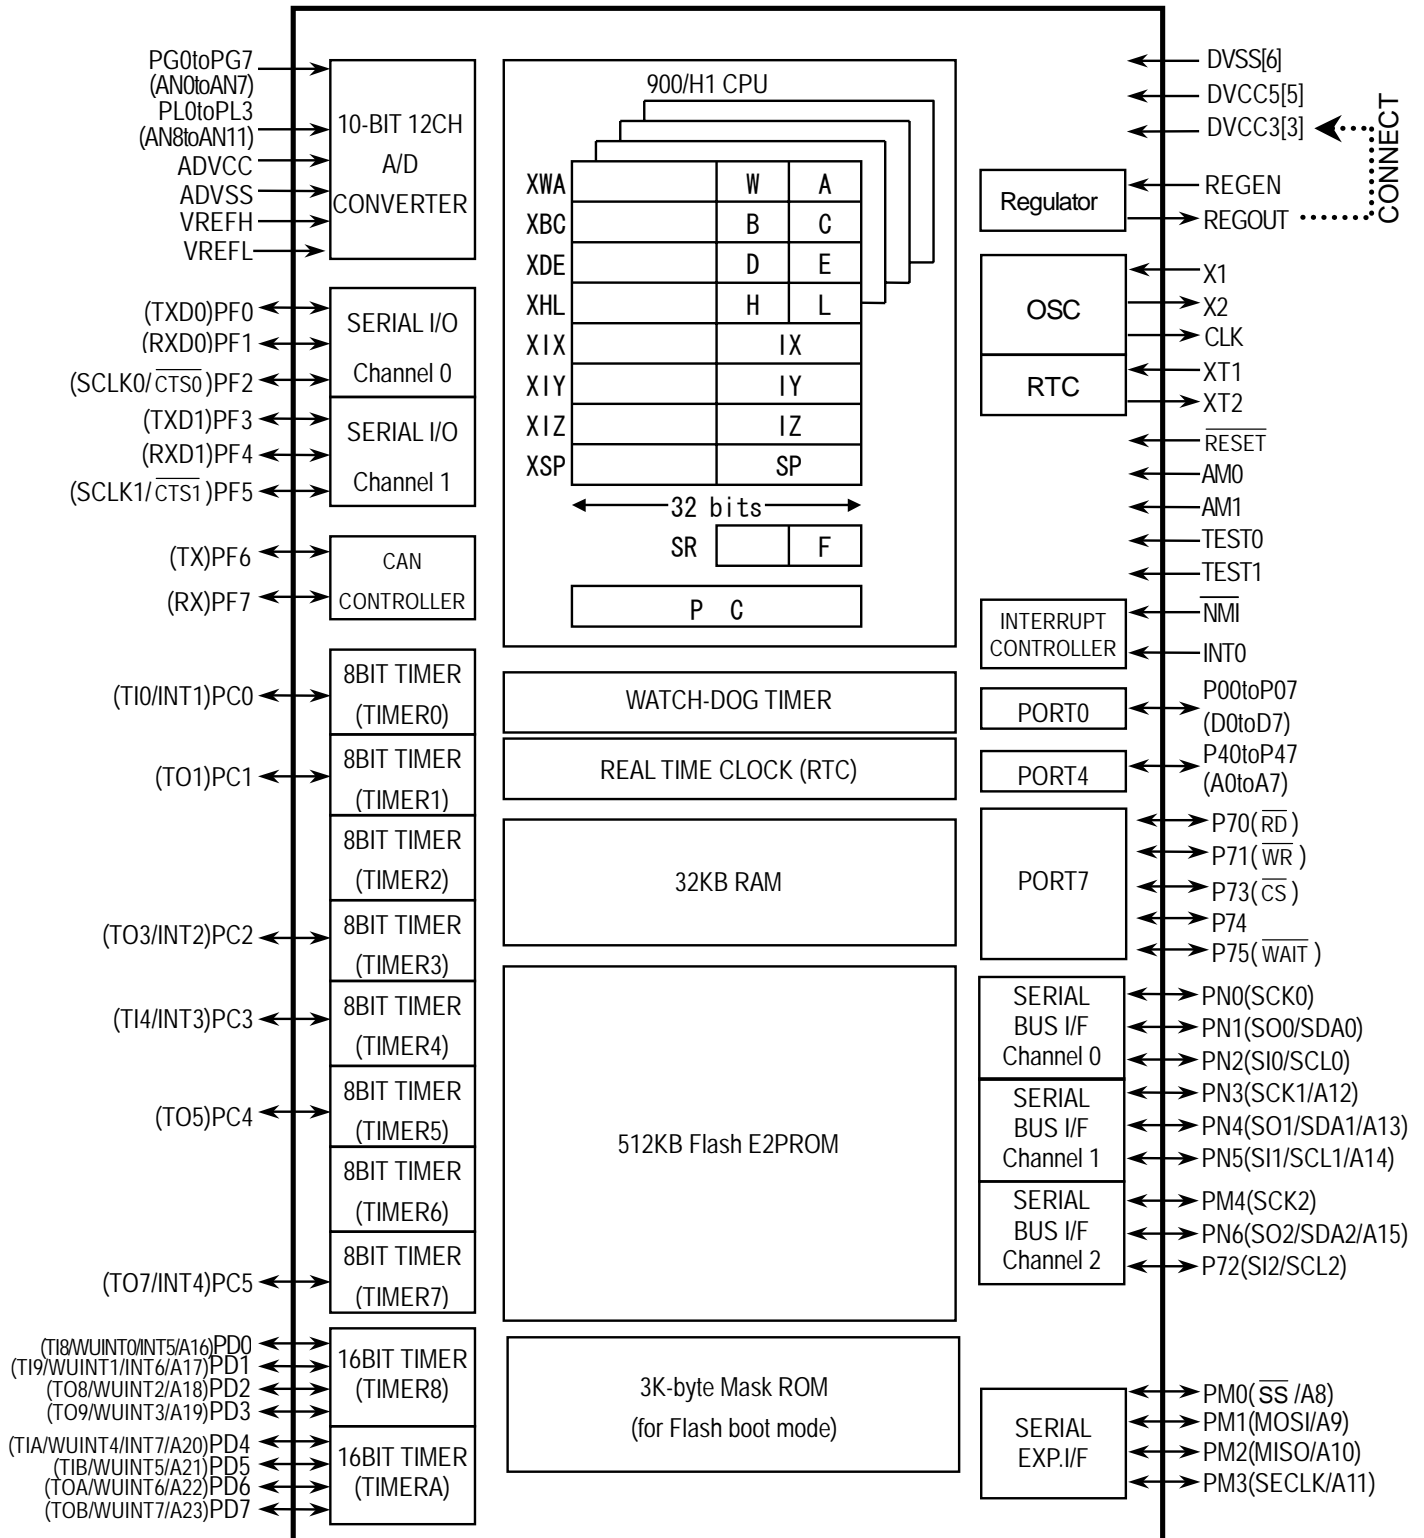 PG0toPG7
(AN0toAN7)
PL0toPL3
(AN8toAN11)
ADVCC
ADVSS
VREFH
VREFL
10-BIT 12CH
A/D
CONVERTER
(TXD0)PF0
(RXD0)PF1
(SCLK0/CTS0)PF2
SERIAL I/O
Channel 0
(TXD1)PF3
(RXD1)PF4
(SCLK1/CTS1)PF5
SERIAL I/O
Channel 1
(TX)PF6
(RX)PF7
CAN
CONTROLLER
(TI0/INT1)PC0
8BIT TIMER
(TIMER0)
(TO1)PC1
8BIT TIMER
(TIMER1)
8BIT TIMER
(TIMER2)
(TO3/INT2)PC2
8BIT TIMER
(TIMER3)
(TI4/INT3)PC3
8BIT TIMER
(TIMER4)
(TO5)PC4
8BIT TIMER
(TIMER5)
8BIT TIMER
(TIMER6)
(TO7/INT4)PC5
8BIT TIMER
(TIMER7)
(TI8/WUINT0/INT5/A16)PD0
(TI9/WUINT1/INT6/A17)PD1
(TO8/WUINT2/A18)PD2
(TO9/WUINT3/A19)PD3
16BIT TIMER
(TIMER8)
(TIA/WUINT4/INT7/A20)PD4
(TIB/WUINT5/A21)PD5
(TOA/WUINT6/A22)PD6
(TOB/WUINT7/A23)PD7
16BIT TIMER
(TIMERA)
900/H1 CPU
XWA W A
XBC B C
XDE D E
XHL H L
XIX IX
XIY IY
XIZ IZ
XSP SP
32 bits
SR F
P C
WATCH-DOG TIMER
REAL TIME CLOCK (RTC)
32KB RAM
512KB Flash E2PROM
3K-byte Mask ROM
(for Flash boot mode)
DVSS[6]
DVCC5[5]
DVCC3[3]
CONNECT
Regulator
REGEN
REGOUT
OSC
X1
X2
CLK
RTC
XT1
XT2
RESET
AM0
AM1
TEST0
TEST1
INTERRUPT
CONTROLLER
NMI
INT0
PORT0
P00toP07
(D0toD7)
PORT4
P40toP47
(A0toA7)
PORT7
P70(RD)
P71(WR)
P73(CS)
P74
P75(WAIT)
SERIAL
BUS I/F
Channel 0
PN0(SCK0)
PN1(SO0/SDA0)
PN2(SI0/SCL0)
SERIAL
BUS I/F
Channel 1
PN3(SCK1/A12)
PN4(SO1/SDA1/A13)
PN5(SI1/SCL1/A14)
SERIAL
BUS I/F
Channel 2
PM4(SCK2)
PN6(SO2/SDA2/A15)
P72(SI2/SCL2)
SERIAL
EXP.I/F
PM0(SS/A8)
PM1(MOSI/A9)
PM2(MISO/A10)
PM3(SECLK/A11)